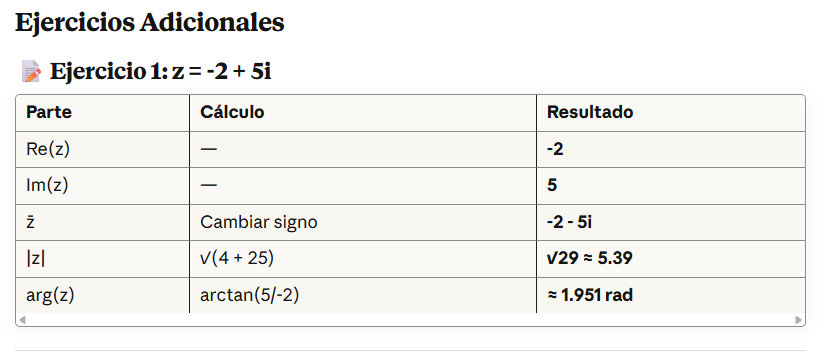 Ejercicios Adicionales
📝 Ejercicio 1: z = -2 + 5i
Parte Cálculo Resultado
Re(z) — -2
Im(z) — 5
z̄ Cambiar signo -2 - 5i
|z| √(4 + 25) √29 ≈ 5.39
arg(z) arctan(5/-2) ≈ 1.951 rad